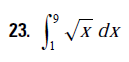 23. ∫₁⁹ √x dx